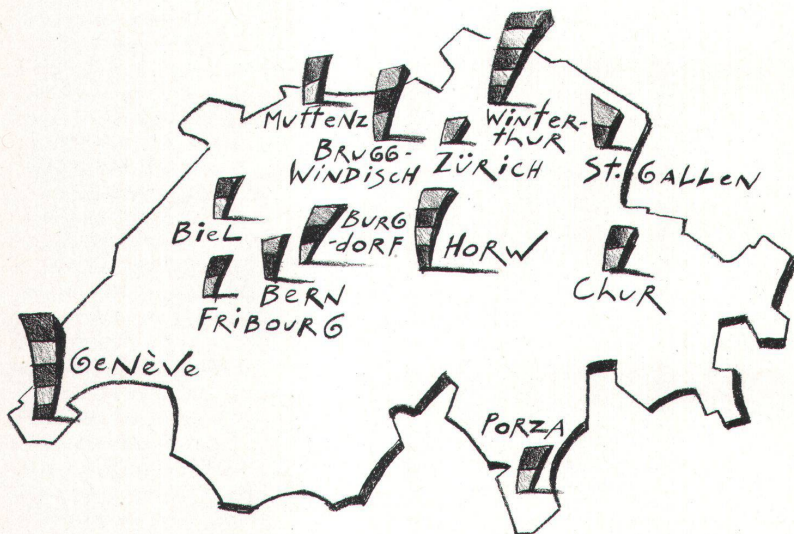 MuTTeNZ
BRUGG-
WiNDiSCH
ZÜRiCH
WiNTeR-
thuR
St. GALLeN
BieL
BURG
-doRF
HoRW
BeRN
FRiBOURG
CHuR
GeNève
PoRZA